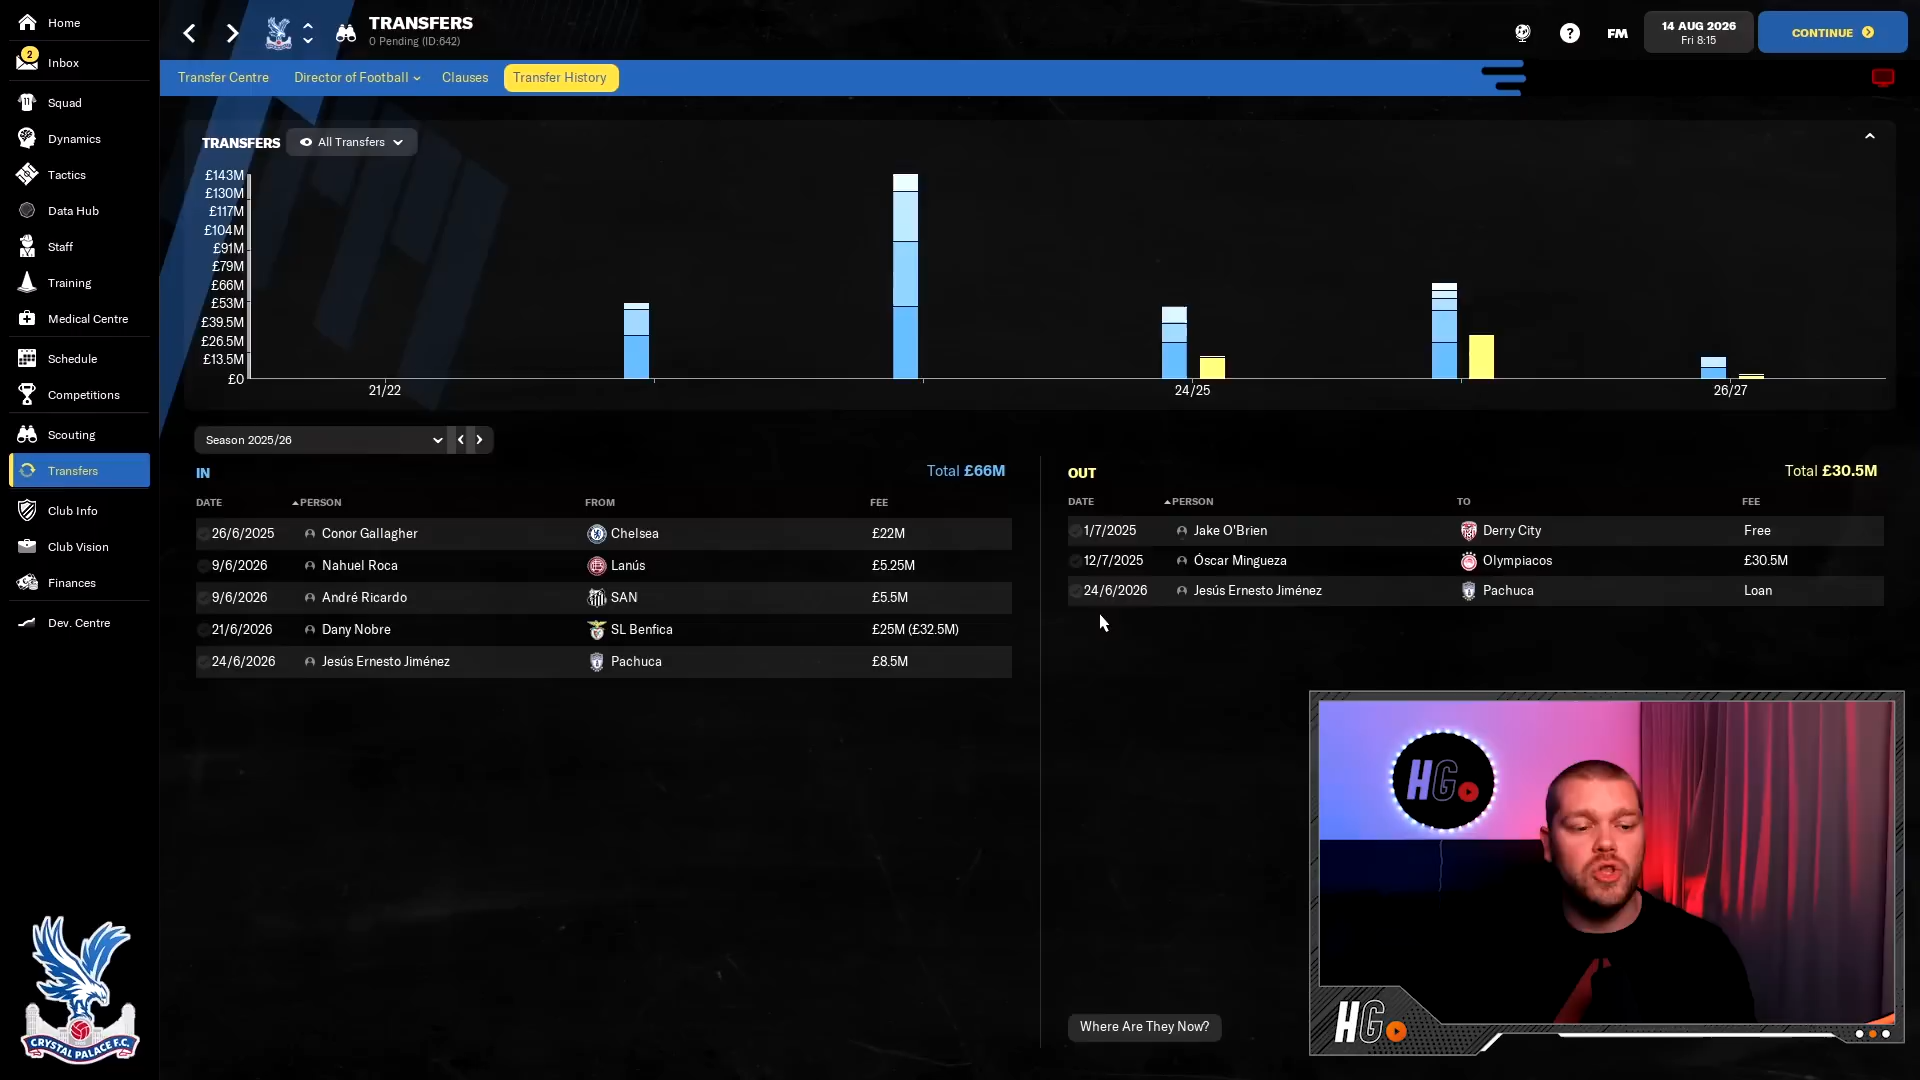 Home
2
Inbox
Squad
Dynamics
Tactics
Data Hub
Staff
Training
Medical Centre
Schedule
Competitions
Scouting
Transfers
Club Info
Club Vision
Finances
Dev. Centre
CRYSTAL PALACE F.C.
TRANSFERS
0 Pending (ID:642)
?
FM
14 AUG 2026
Fri 8:15
CONTINUE
Transfer Centre
Director of Football
Clauses
Transfer History
TRANSFERS
All Transfers
£143M
£130M
£117M
£104M
£91M
£79M
£66M
£53M
£39.5M
£26.5M
£13.5M
£0
21/22
24/25
26/27
Season 2025/26
IN
Total £66M
DATE PERSON FROM FEE
26/6/2025 Conor Gallagher Chelsea £22M
9/6/2026 Nahuel Roca Lanús £5.25M
9/6/2026 André Ricardo SAN £5.5M
21/6/2026 Dany Nobre SL Benfica £25M (£32.5M)
24/6/2026 Jesús Ernesto Jiménez Pachuca £8.5M
OUT
Total £30.5M
DATE PERSON TO FEE
1/7/2025 Jake O'Brien Derry City Free
12/7/2025 Óscar Mingueza Olympiacos £30.5M
24/6/2026 Jesús Ernesto Jiménez Pachuca Loan
Where Are They Now?
HG
HG